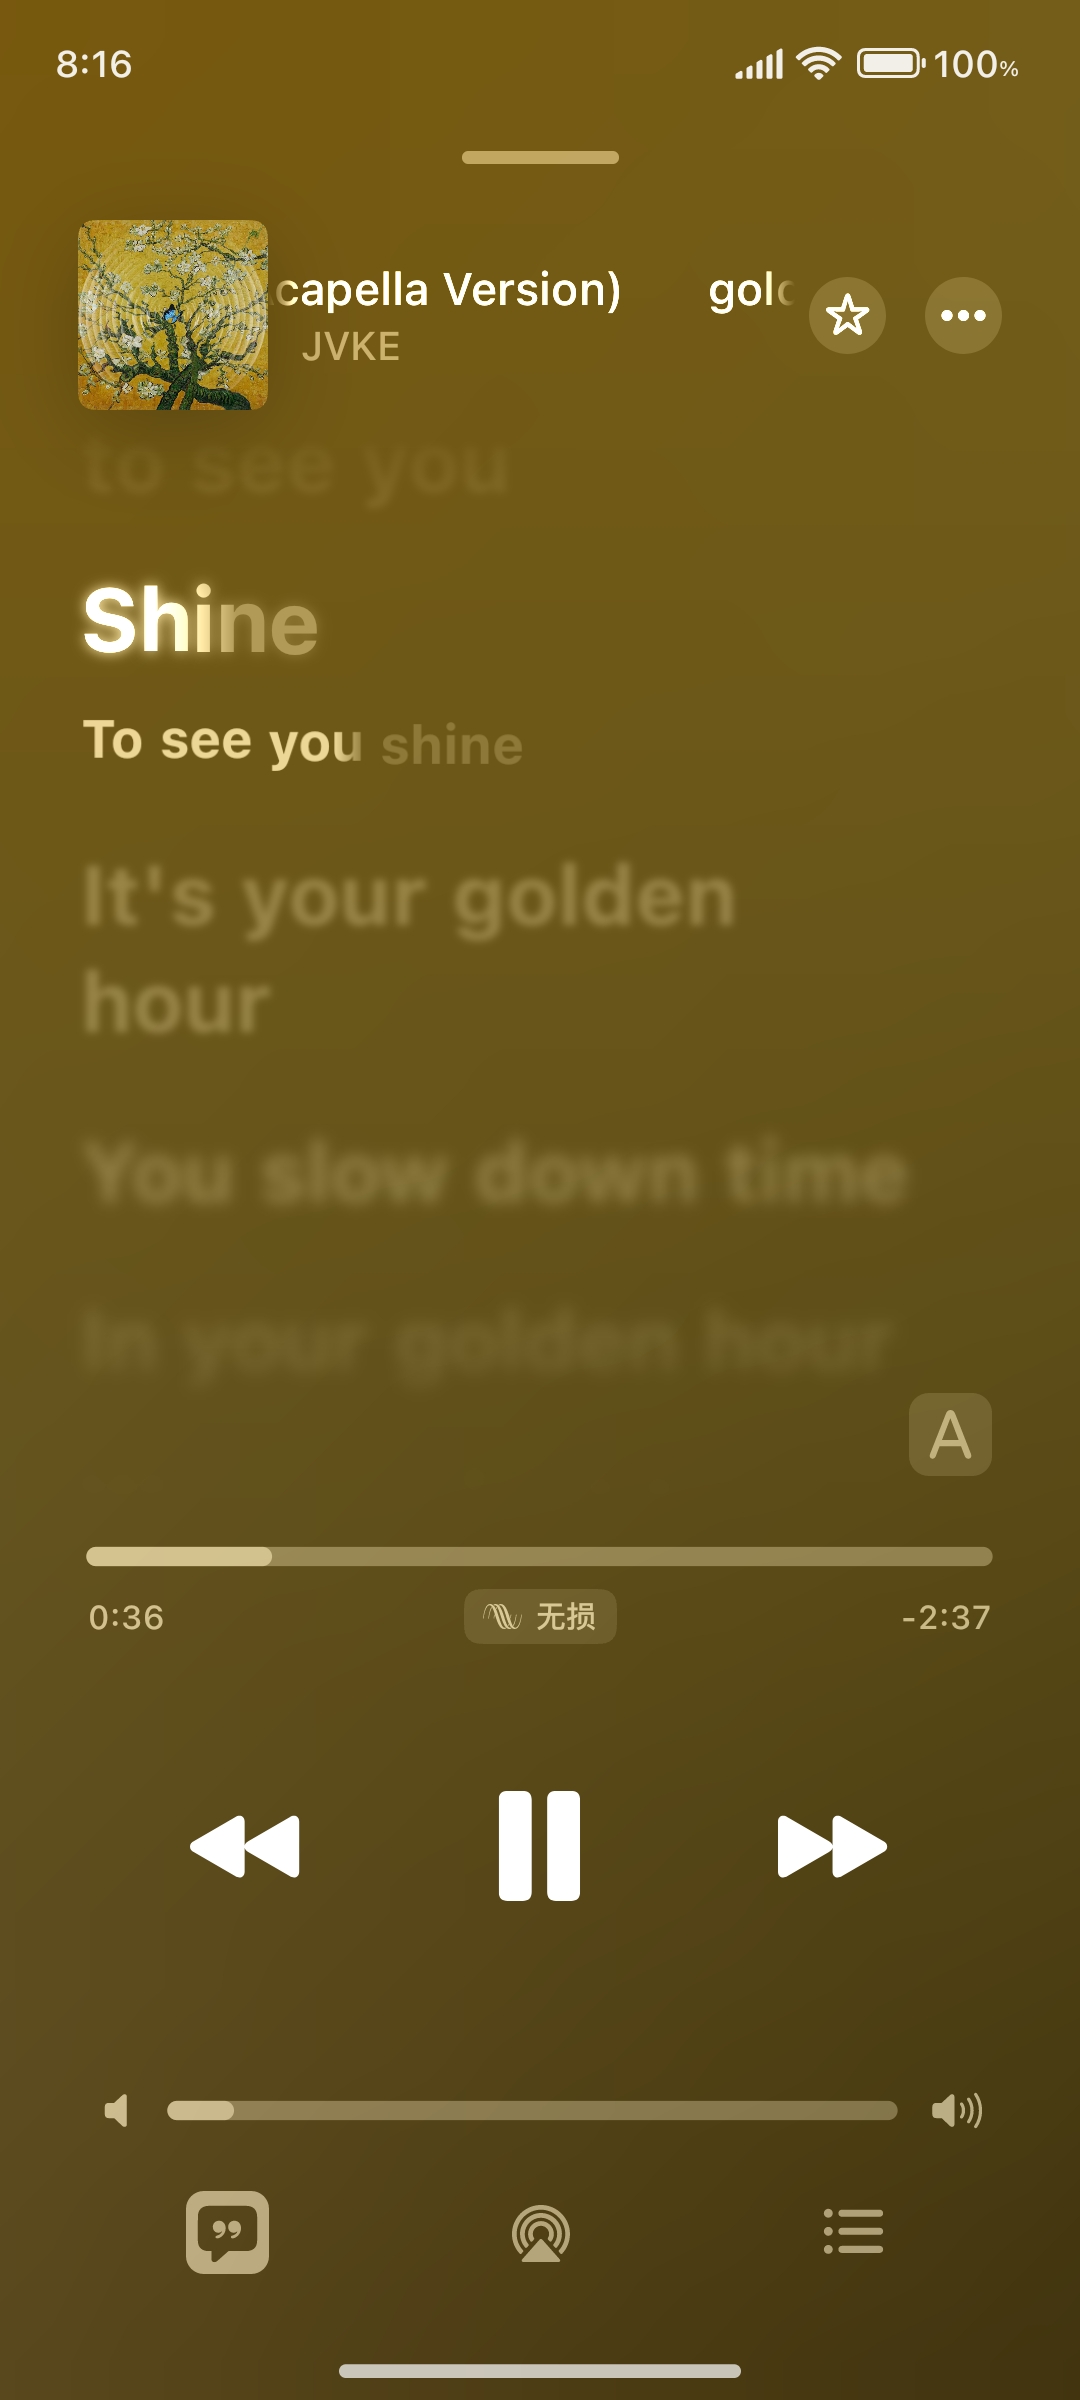 8:16
100%
capella Version) gol
JVKE
to see you
Shine
To see you shine
It's your golden
hour
You slow down time
In your golden hour
A
0:36
无损
-2:37